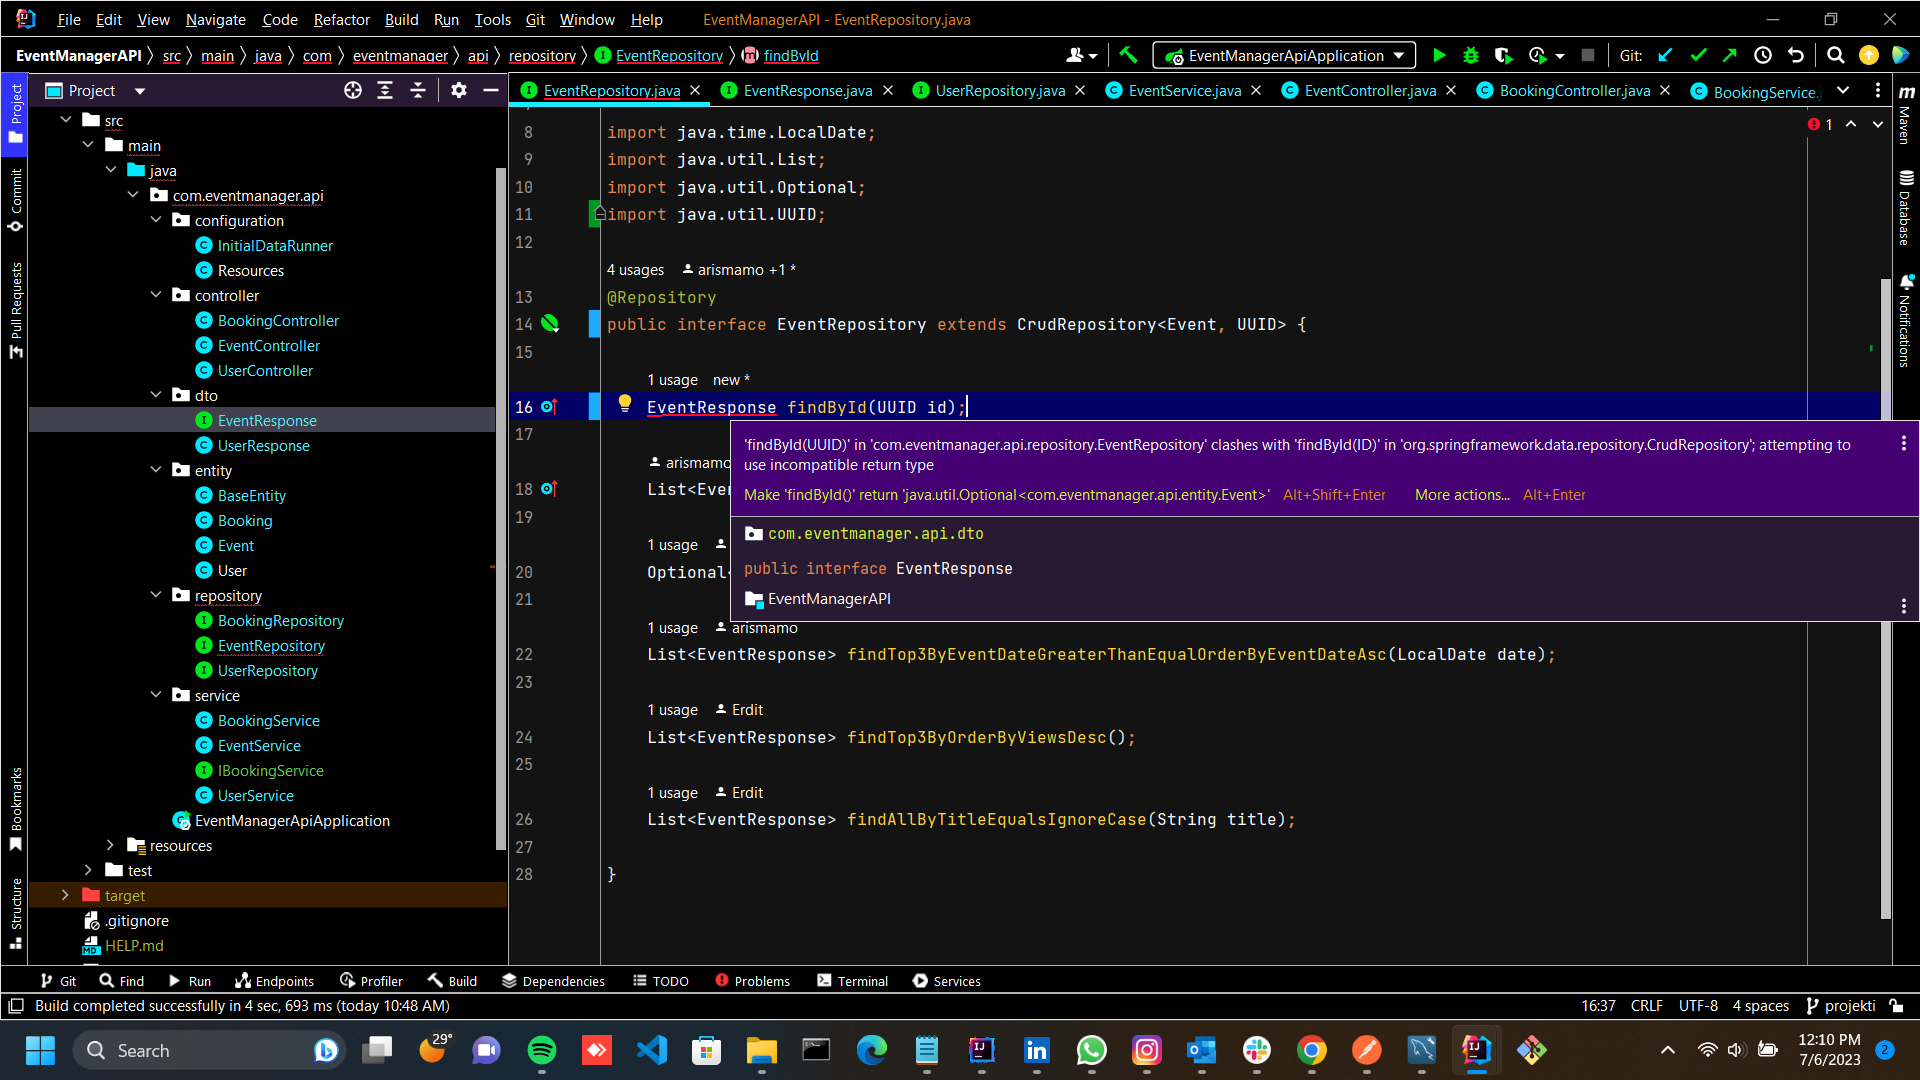 File Edit View Navigate Code Refactor Build Run Tools Git Window Help EventManagerAPI - EventRepository.java
EventManagerAPI src main java com eventmanager api repository EventRepository findById EventManagerApiApplication Git:
Project
EventRepository.java EventResponse.java UserRepository.java EventService.java EventController.java BookingController.java BookingService.j
Project
Commit
Pull Requests
Bookmarks
Structure
src
main
java
com.eventmanager.api
configuration
InitialDataRunner
Resources
controller
BookingController
EventController
UserController
dto
EventResponse
UserResponse
entity
BaseEntity
Booking
Event
User
repository
BookingRepository
EventRepository
UserRepository
service
BookingService
EventService
IBookingService
UserService
EventManagerApiApplication
resources
test
target
.gitignore
HELP.md
1
8 import java.time.LocalDate;
9 import java.util.List;
10 import java.util.Optional;
11 import java.util.UUID;
12
4 usages arismamo +1 *
13 @Repository
14 public interface EventRepository extends CrudRepository<Event, UUID> {
15
1 usage new *
16 EventResponse findById(UUID id);
17
arismamo
18 List<Even
19
1 usage
20 Optional<
21
'findById(UUID)' in 'com.eventmanager.api.repository.EventRepository' clashes with 'findById(ID)' in 'org.springframework.data.repository.CrudRepository'; attempting to
use incompatible return type
Make 'findById()' return 'java.util.Optional<com.eventmanager.api.entity.Event>' Alt+Shift+Enter More actions... Alt+Enter
com.eventmanager.api.dto
public interface EventResponse
EventManagerAPI
1 usage arismamo
22 List<EventResponse> findTop3ByEventDateGreaterThanEqualOrderByEventDateAsc(LocalDate date);
23
1 usage Erdit
24 List<EventResponse> findTop3ByOrderByViewsDesc();
25
1 usage Erdit
26 List<EventResponse> findAllByTitleEqualsIgnoreCase(String title);
27
28 }
m Maven
Database
Notifications
Git Find Run Endpoints Profiler Build Dependencies TODO Problems Terminal Services
Build completed successfully in 4 sec, 693 ms (today 10:48 AM) 16:37 CRLF UTF-8 4 spaces projekti
Search 29° 12:10 PM
7/6/2023 2